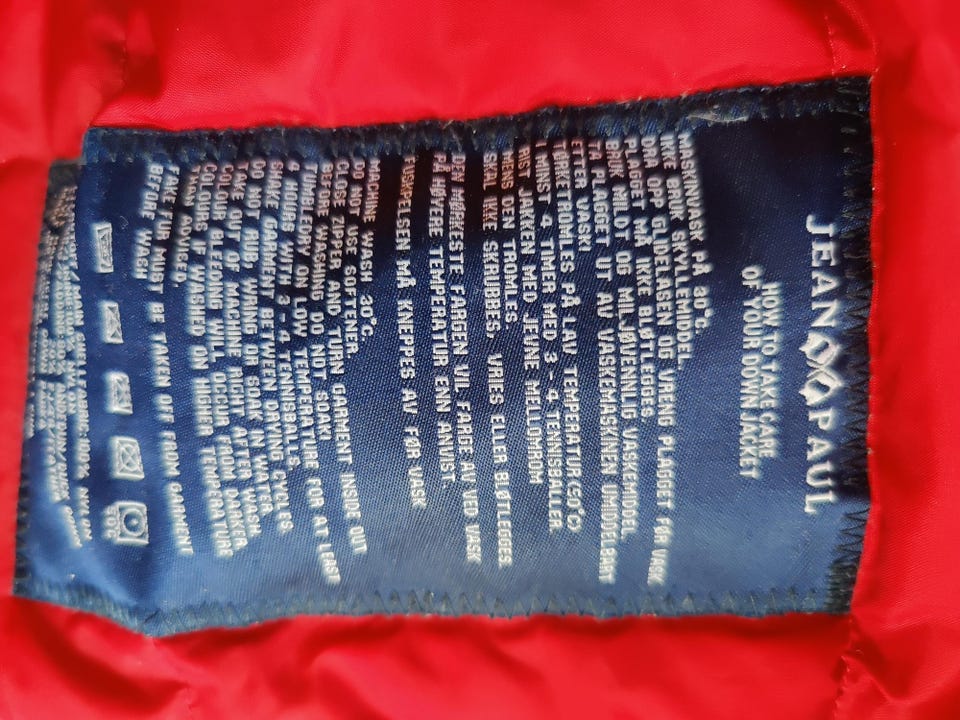 JEAN PAUL
HOW TO TAKE CARE
OF YOUR DOWN JACKET
MASKINVASK PÅ 30°C.
IKKE BRUK SKYLLEMIDDEL.
DRA OPP GLIDELÅSEN OG VRENG PLAGGET FØR VASK
PLAGGET MÅ IKKE BLØTLEGGES
BRUK MILDT OG MILJØVENNLIG VASKEMIDDEL.
TA PLAGGET UT AV VASKEMASKINEN UMIDDELBART
ETTER VASK!
TØRKETROMLES PÅ LAV TEMPERATUR(50°C)
I MINST 4 TIMER MED 3-4 TENNISBALLER
RIST JAKKEN MED JEVNE MELLOMROM
MENS DEN TROMLES.
SKAL IKKE SKRUBBES, VRIES ELLER BLØTLEGGES.
DEN MØRKESTE FARGEN VIL FARGE AV VED VASK
PÅ HØYERE TEMPERATUR ENN ANVIST.
FUSKPELSEN MÅ KNEPPES AV FØR VASK
MACHINE WASH 30°C.
DO NOT USE SOFTENER.
CLOSE ZIPPER AND TURN GARMENT INSIDE OUT
BEFORE WASHING DO NOT SOAK!
TUMBLEDRY ON LOW TEMPERATURE FOR AT LEAST
4 HOURS WITH 3-4 TENNISBALLS.
SHAKE GARMENT BETWEEN DRYING CYCLES
DO NOT RUB, WRING OR SOAK IN WATER
TAKE OUT OF MACHINE RIGHT AFTER WASH.
COLOUR BLEEDING WILL OCCUR FROM DARKER
COLOURS IF WASHED ON HIGHER TEMPERATURE
THAN ADVISED.
FAKE FUR MUST BE TAKEN OFF FROM GARMENT
BEFORE WASH